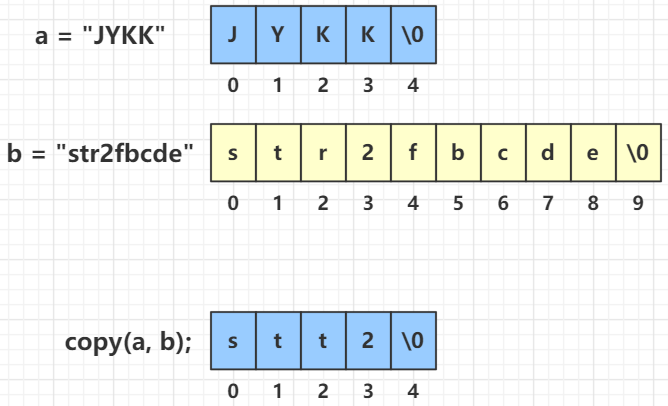 a = "JYKK" J Y K K \0
0 1 2 3 4
b = "str2fbcde" s t r 2 f b c d e \0
0 1 2 3 4 5 6 7 8 9
copy(a, b); s t t 2 \0
0 1 2 3 4